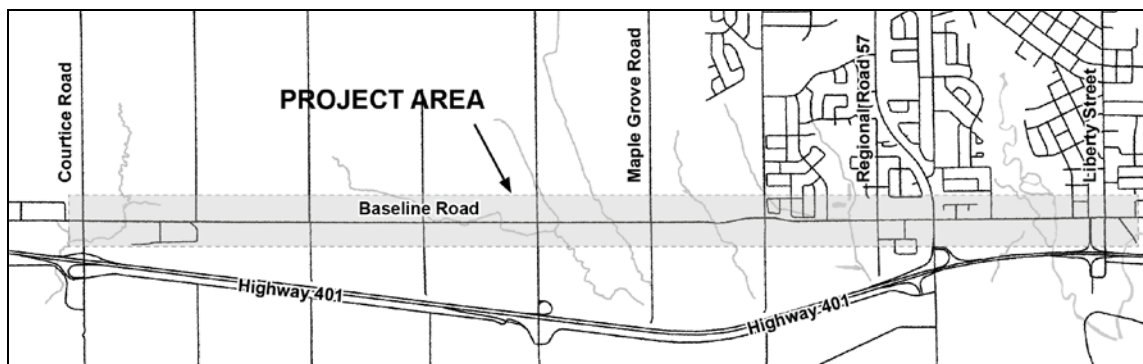 Courtice Road
PROJECT AREA
Baseline Road
Maple Grove Road
Regional Road 57
Liberty Street
Highway 401
Highway 401